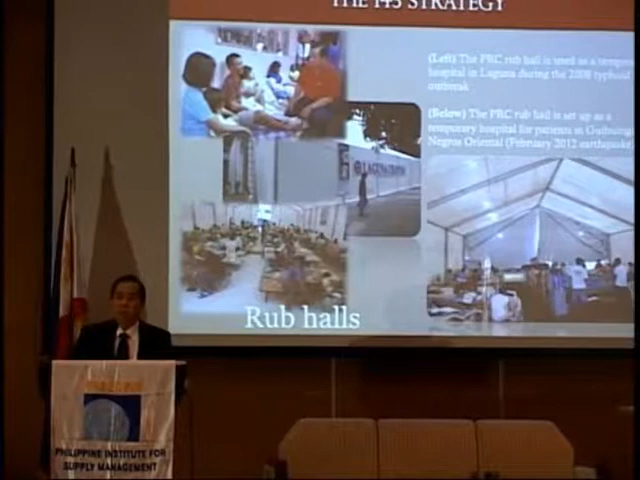 THE 143 STRATEGY
(Left) The PRC rub hall is used as a
hospital in Laguna during the 2008 typhoid
outbreak
(Below) The PRC rub hall is set up as a
temporary hospital for patients in
Negros Oriental (February 2012 earthquake)
Rub halls
PHILIPPINE INSTITUTE FOR
SUPPLY MANAGEMENT